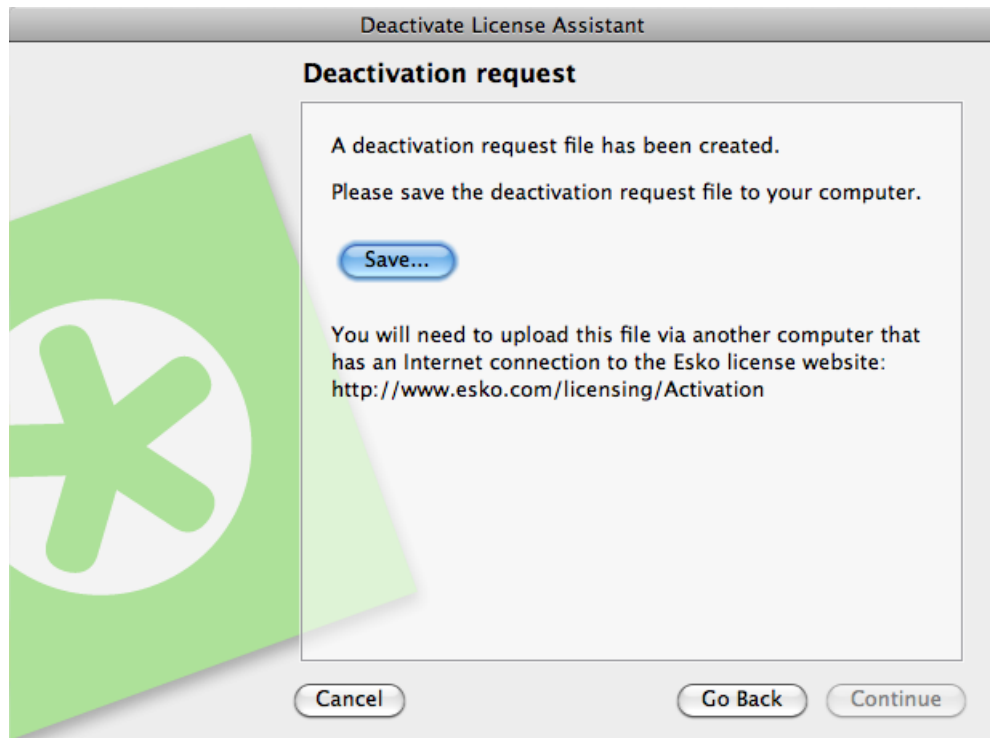 Deactivate License Assistant
Deactivation request
A deactivation request file has been created.
Please save the deactivation request file to your computer.
Save...
You will need to upload this file via another computer that
has an Internet connection to the Esko license website:
http://www.esko.com/licensing/Activation
Cancel
Go Back
Continue